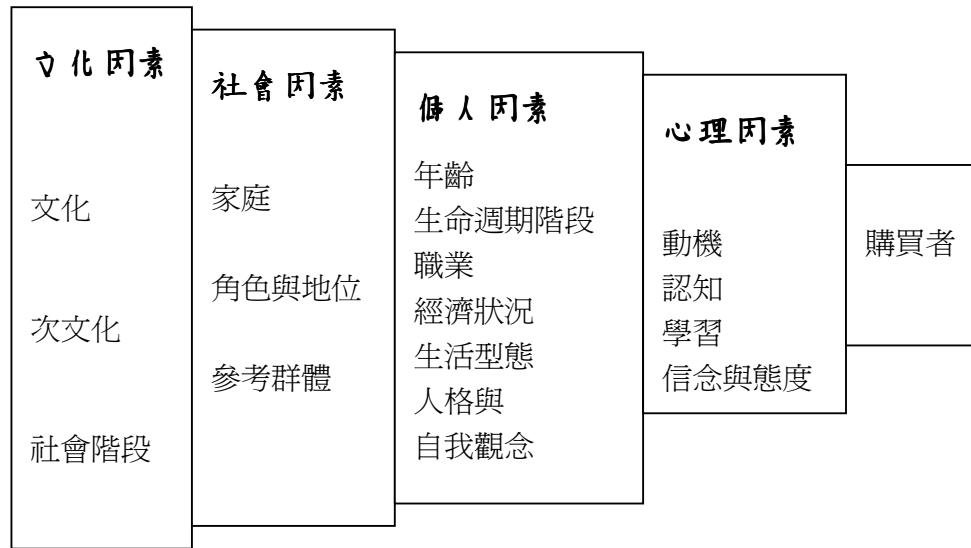 文化因素
文化
次文化
社會階段
社會因素
家庭
角色與地位
參考群體
個人因素
年齡
生命週期階段
職業
經濟狀況
生活型態
人格與
自我觀念
心理因素
動機
認知
學習
信念與態度
購買者